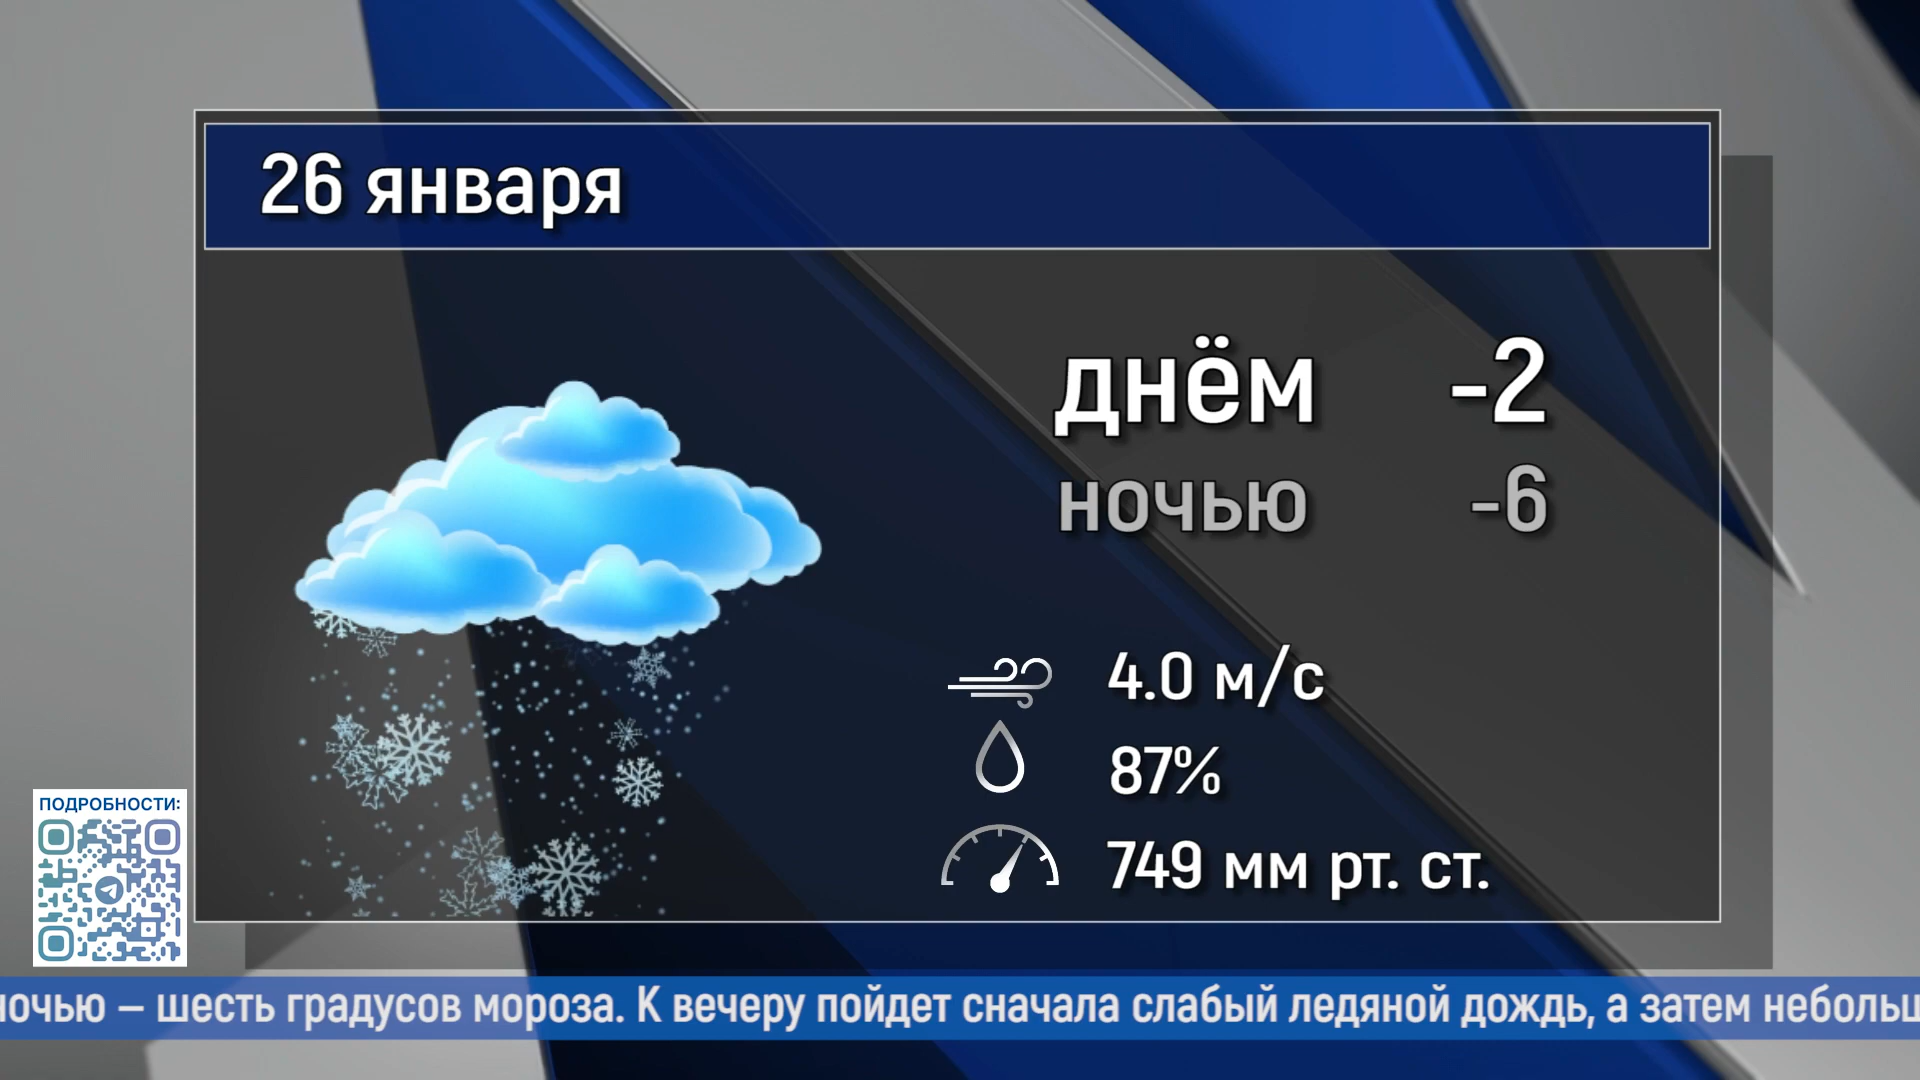 26 января
днём -2
ночью -6
4.0 м/с
87%
749 мм рт. ст.
ПОДРОБНОСТИ:
ночью – шесть градусов мороза. К вечеру пойдет сначала слабый ледяной дождь, а затем